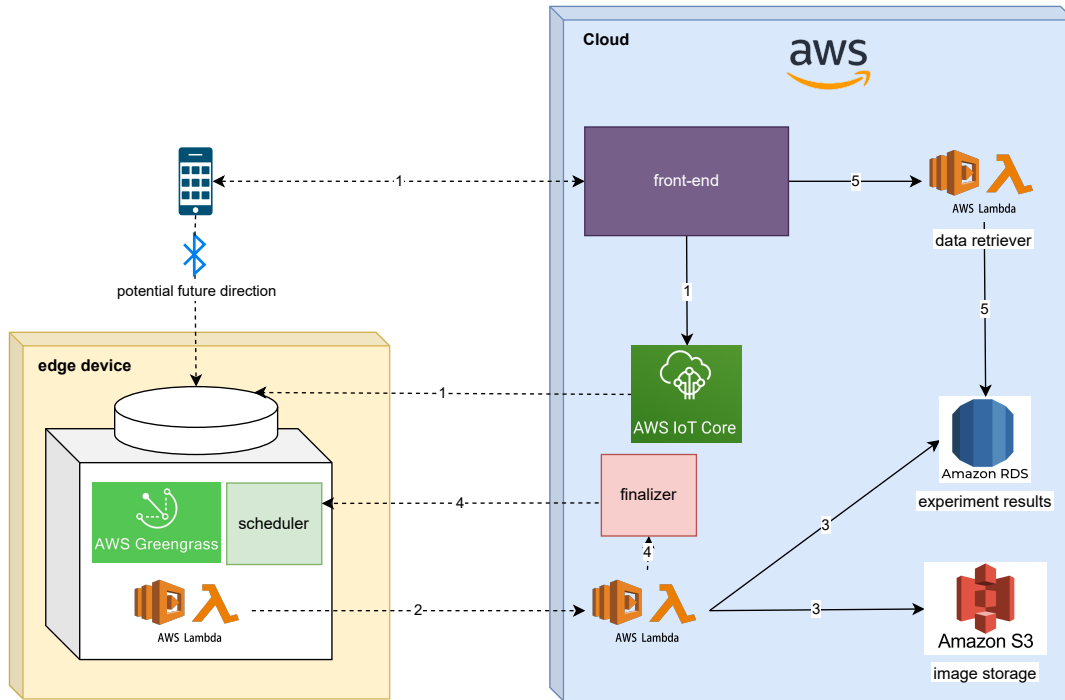 Cloud
aws
front-end
1
5
AWS Lambda
data retriever
potential future direction
1
5
edge device
1
AWS IoT Core
Amazon RDS
experiment results
finalizer
AWS Greengrass
scheduler
4
3
4
AWS Lambda
2
AWS Lambda
3
Amazon S3
image storage